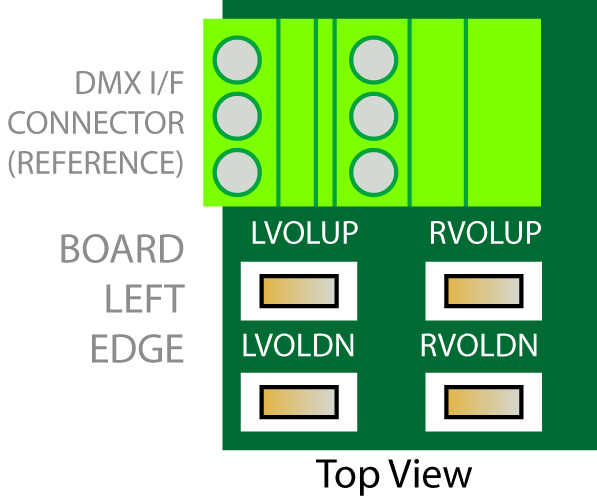 DMX I/F
CONNECTOR
(REFERENCE)
LVOLUP RVOLUP
BOARD
LEFT
EDGE
LVOLDN RVOLDN
Top View